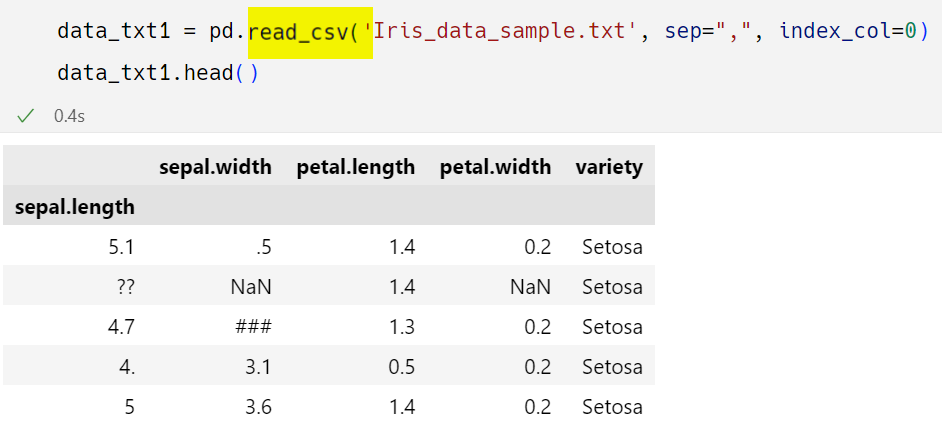 data_txt1 = pd.read_csv('Iris_data_sample.txt', sep=",", index_col=0)
data_txt1.head()
0.4s
sepal.width petal.length petal.width variety
sepal.length
5.1 .5 1.4 0.2 Setosa
?? NaN 1.4 NaN Setosa
4.7 ### 1.3 0.2 Setosa
4. 3.1 0.5 0.2 Setosa
5 3.6 1.4 0.2 Setosa